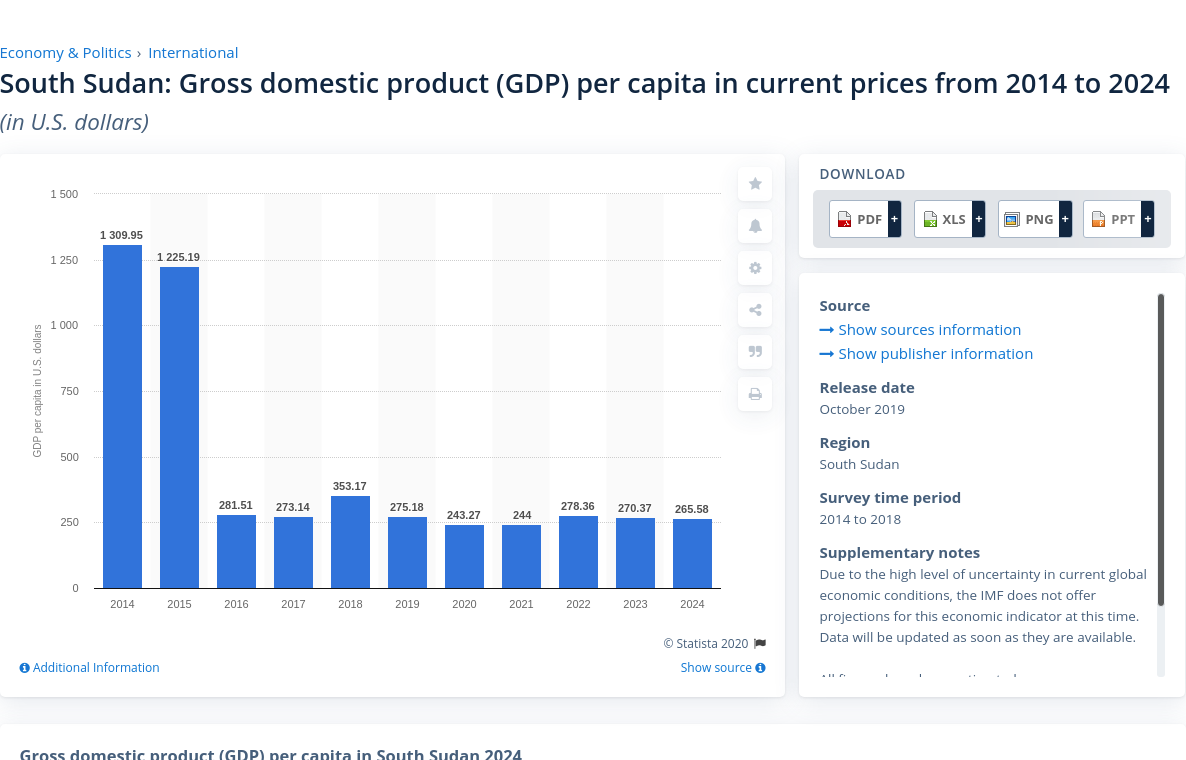 Economy & Politics › International
South Sudan: Gross domestic product (GDP) per capita in current prices from 2014 to 2024
(in U.S. dollars)
GDP per capita in U.S. dollars
1 500
1 250
1 000
750
500
250
0
1 309.95
1 225.19
281.51
273.14
353.17
275.18
243.27
244
278.36
270.37
265.58
2014 2015 2016 2017 2018 2019 2020 2021 2022 2023 2024
© Statista 2020
Additional Information
Show source
DOWNLOAD
PDF + XLS + PNG + PPT +
Source
Show sources information
Show publisher information
Release date
October 2019
Region
South Sudan
Survey time period
2014 to 2018
Supplementary notes
Due to the high level of uncertainty in current global
economic conditions, the IMF does not offer
projections for this economic indicator at this time.
Data will be updated as soon as they are available.
Gross domestic product (GDP) per capita in South Sudan 2024